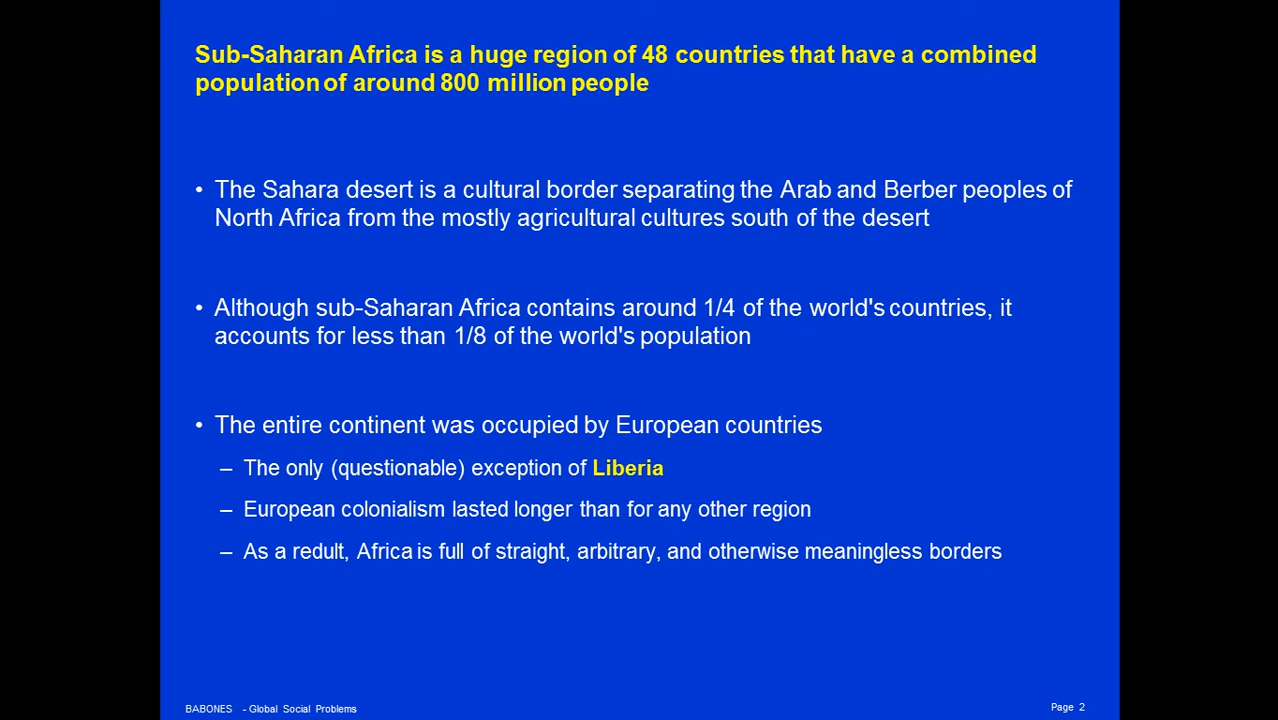 Sub-Saharan Africa is a huge region of 48 countries that have a combined
population of around 800 million people
• The Sahara desert is a cultural border separating the Arab and Berber peoples of
North Africa from the mostly agricultural cultures south of the desert
• Although sub-Saharan Africa contains around 1/4 of the world's countries, it
accounts for less than 1/8 of the world's population
• The entire continent was occupied by European countries
– The only (questionable) exception of Liberia
– European colonialism lasted longer than for any other region
– As a redult, Africa is full of straight, arbitrary, and otherwise meaningless borders
BABONES - Global Social Problems
Page 2